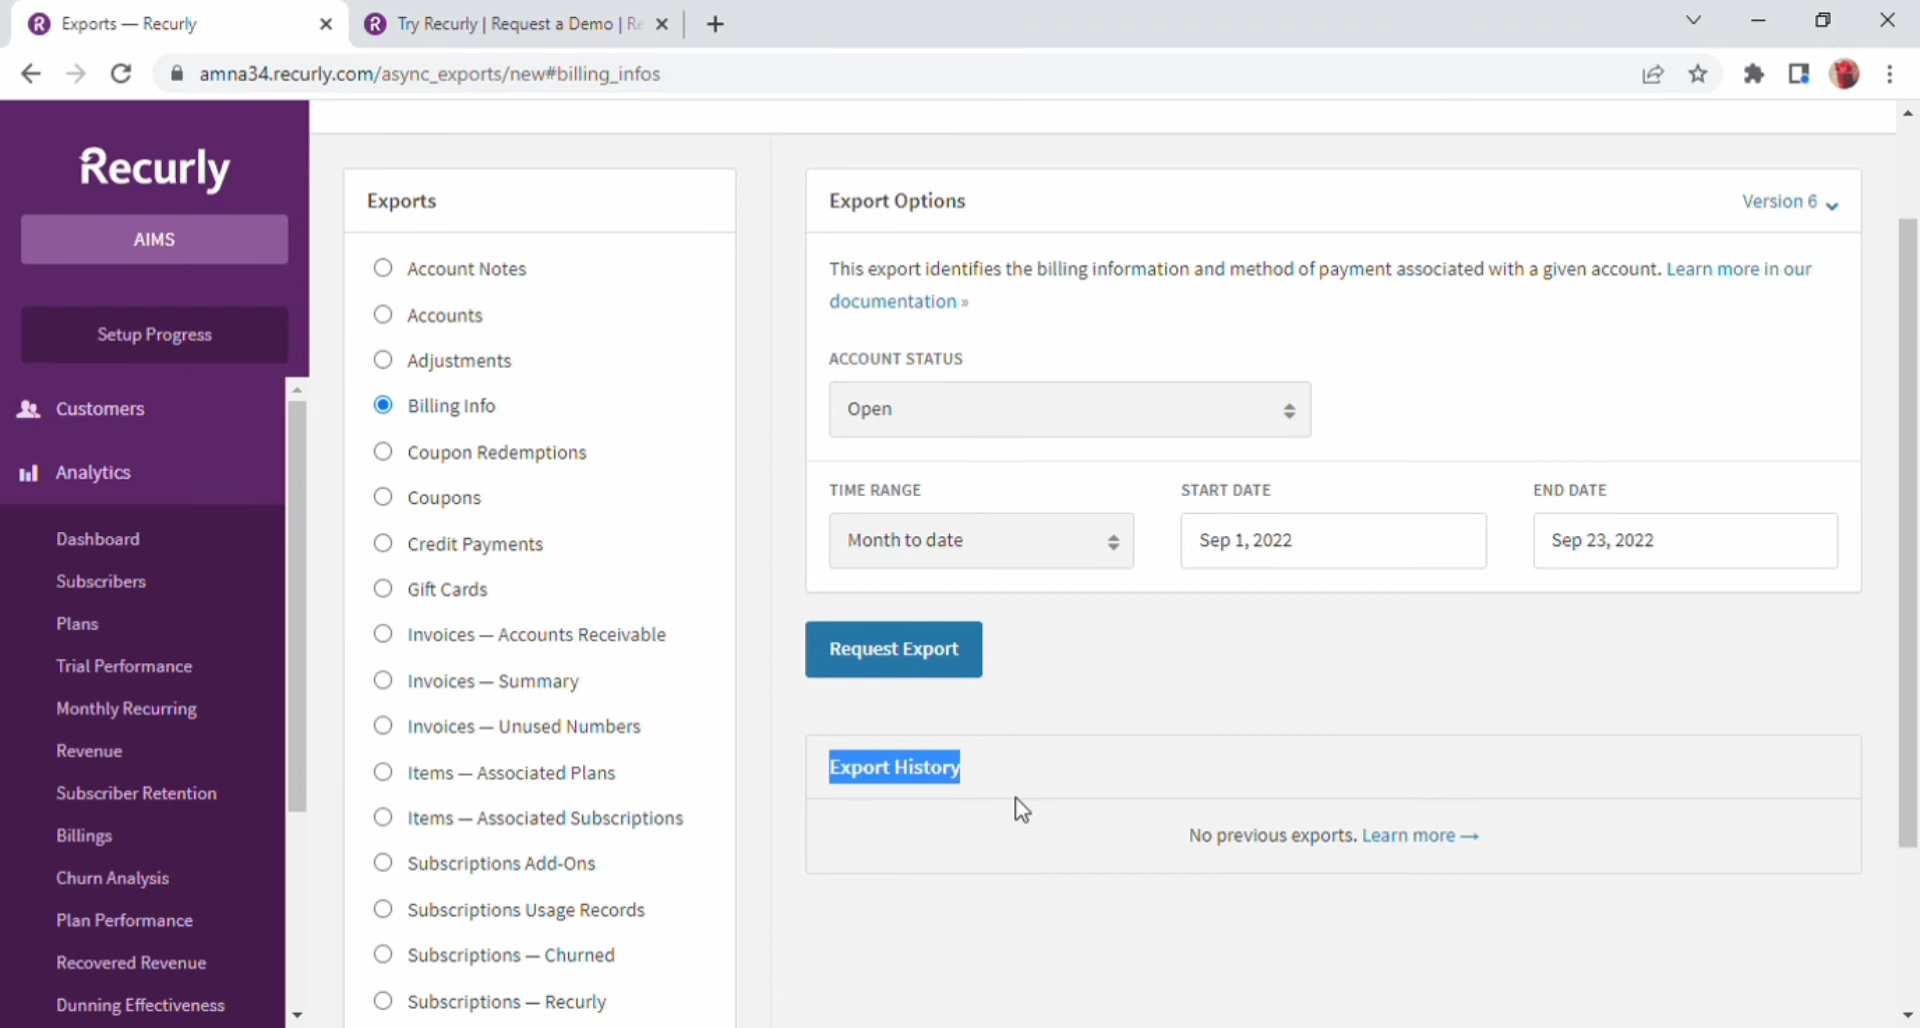 Exports — Recurly
Try Recurly | Request a Demo | Re
amna34.recurly.com/async_exports/new#billing_infos
Recurly
AIMS
Setup Progress
Customers
Analytics
Dashboard
Subscribers
Plans
Trial Performance
Monthly Recurring
Revenue
Subscriber Retention
Billings
Churn Analysis
Plan Performance
Recovered Revenue
Dunning Effectiveness
Exports
Account Notes
Accounts
Adjustments
Billing Info
Coupon Redemptions
Coupons
Credit Payments
Gift Cards
Invoices — Accounts Receivable
Invoices — Summary
Invoices — Unused Numbers
Items — Associated Plans
Items — Associated Subscriptions
Subscriptions Add-Ons
Subscriptions Usage Records
Subscriptions — Churned
Subscriptions — Recurly
Export Options
Version 6
This export identifies the billing information and method of payment associated with a given account. Learn more in our
documentation »
ACCOUNT STATUS
Open
TIME RANGE START DATE END DATE
Month to date Sep 1, 2022 Sep 23, 2022
Request Export
Export History
No previous exports. Learn more →